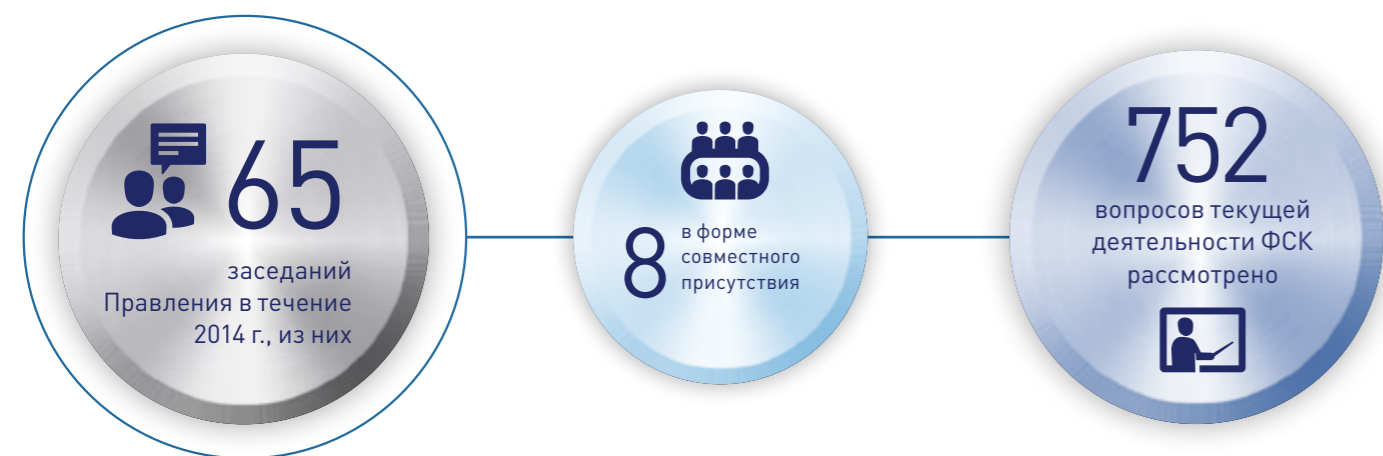 65
заседаний
Правления в течение
2014 г., из них
8
в форме
совместного
присутствия
752
вопросов текущей
деятельности ФСК
рассмотрено